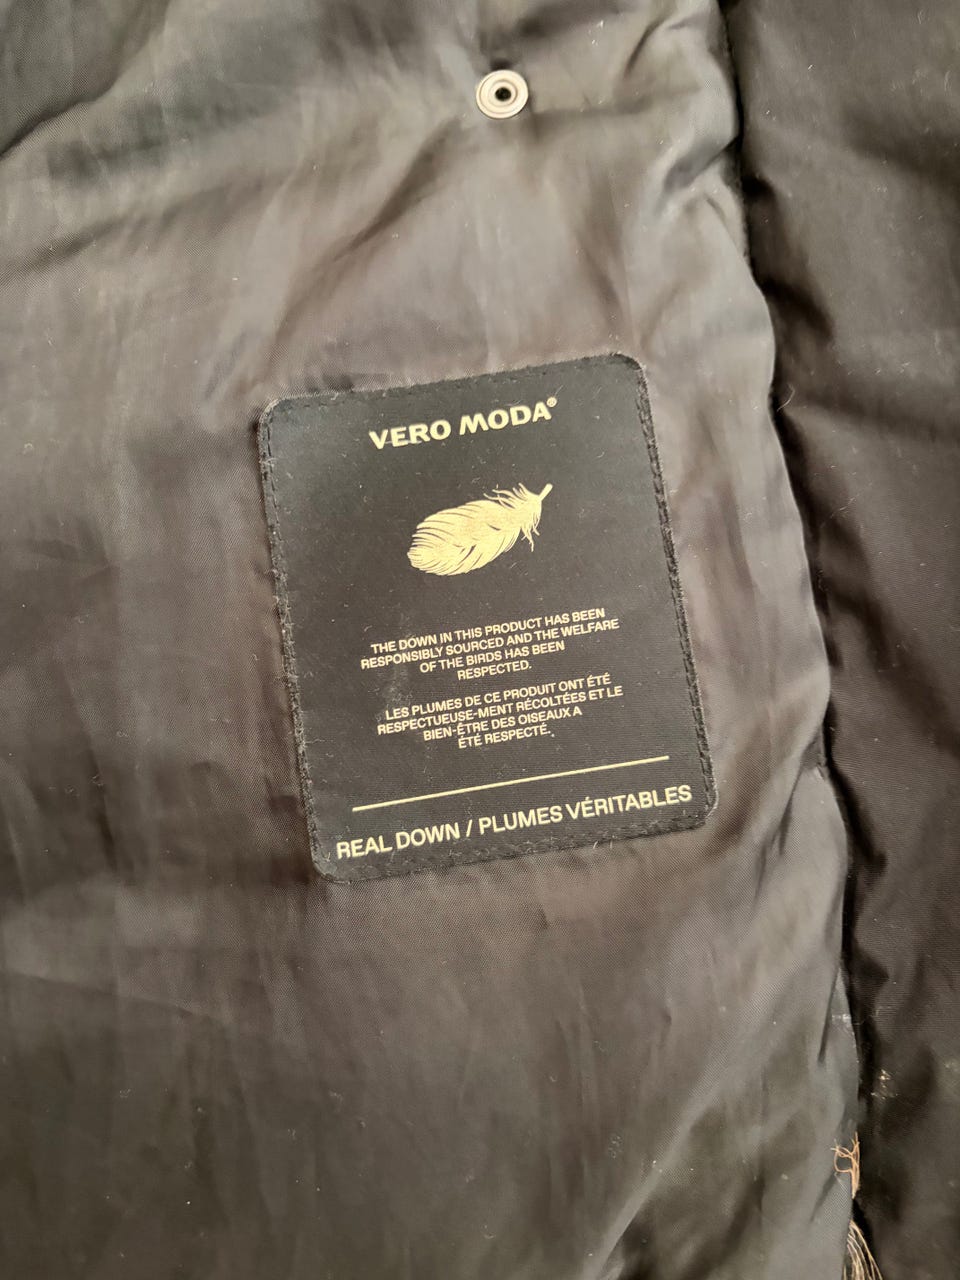 VERO MODA®
THE DOWN IN THIS PRODUCT HAS BEEN
RESPONSIBLY SOURCED AND THE WELFARE
OF THE BIRDS HAS BEEN
RESPECTED.
LES PLUMES DE CE PRODUIT ONT ÉTÉ
RESPECTUEUSE-MENT RÉCOLTÉES ET LE
BIEN-ÊTRE DES OISEAUX A
ÉTÉ RESPECTÉ.
REAL DOWN / PLUMES VÉRITABLES